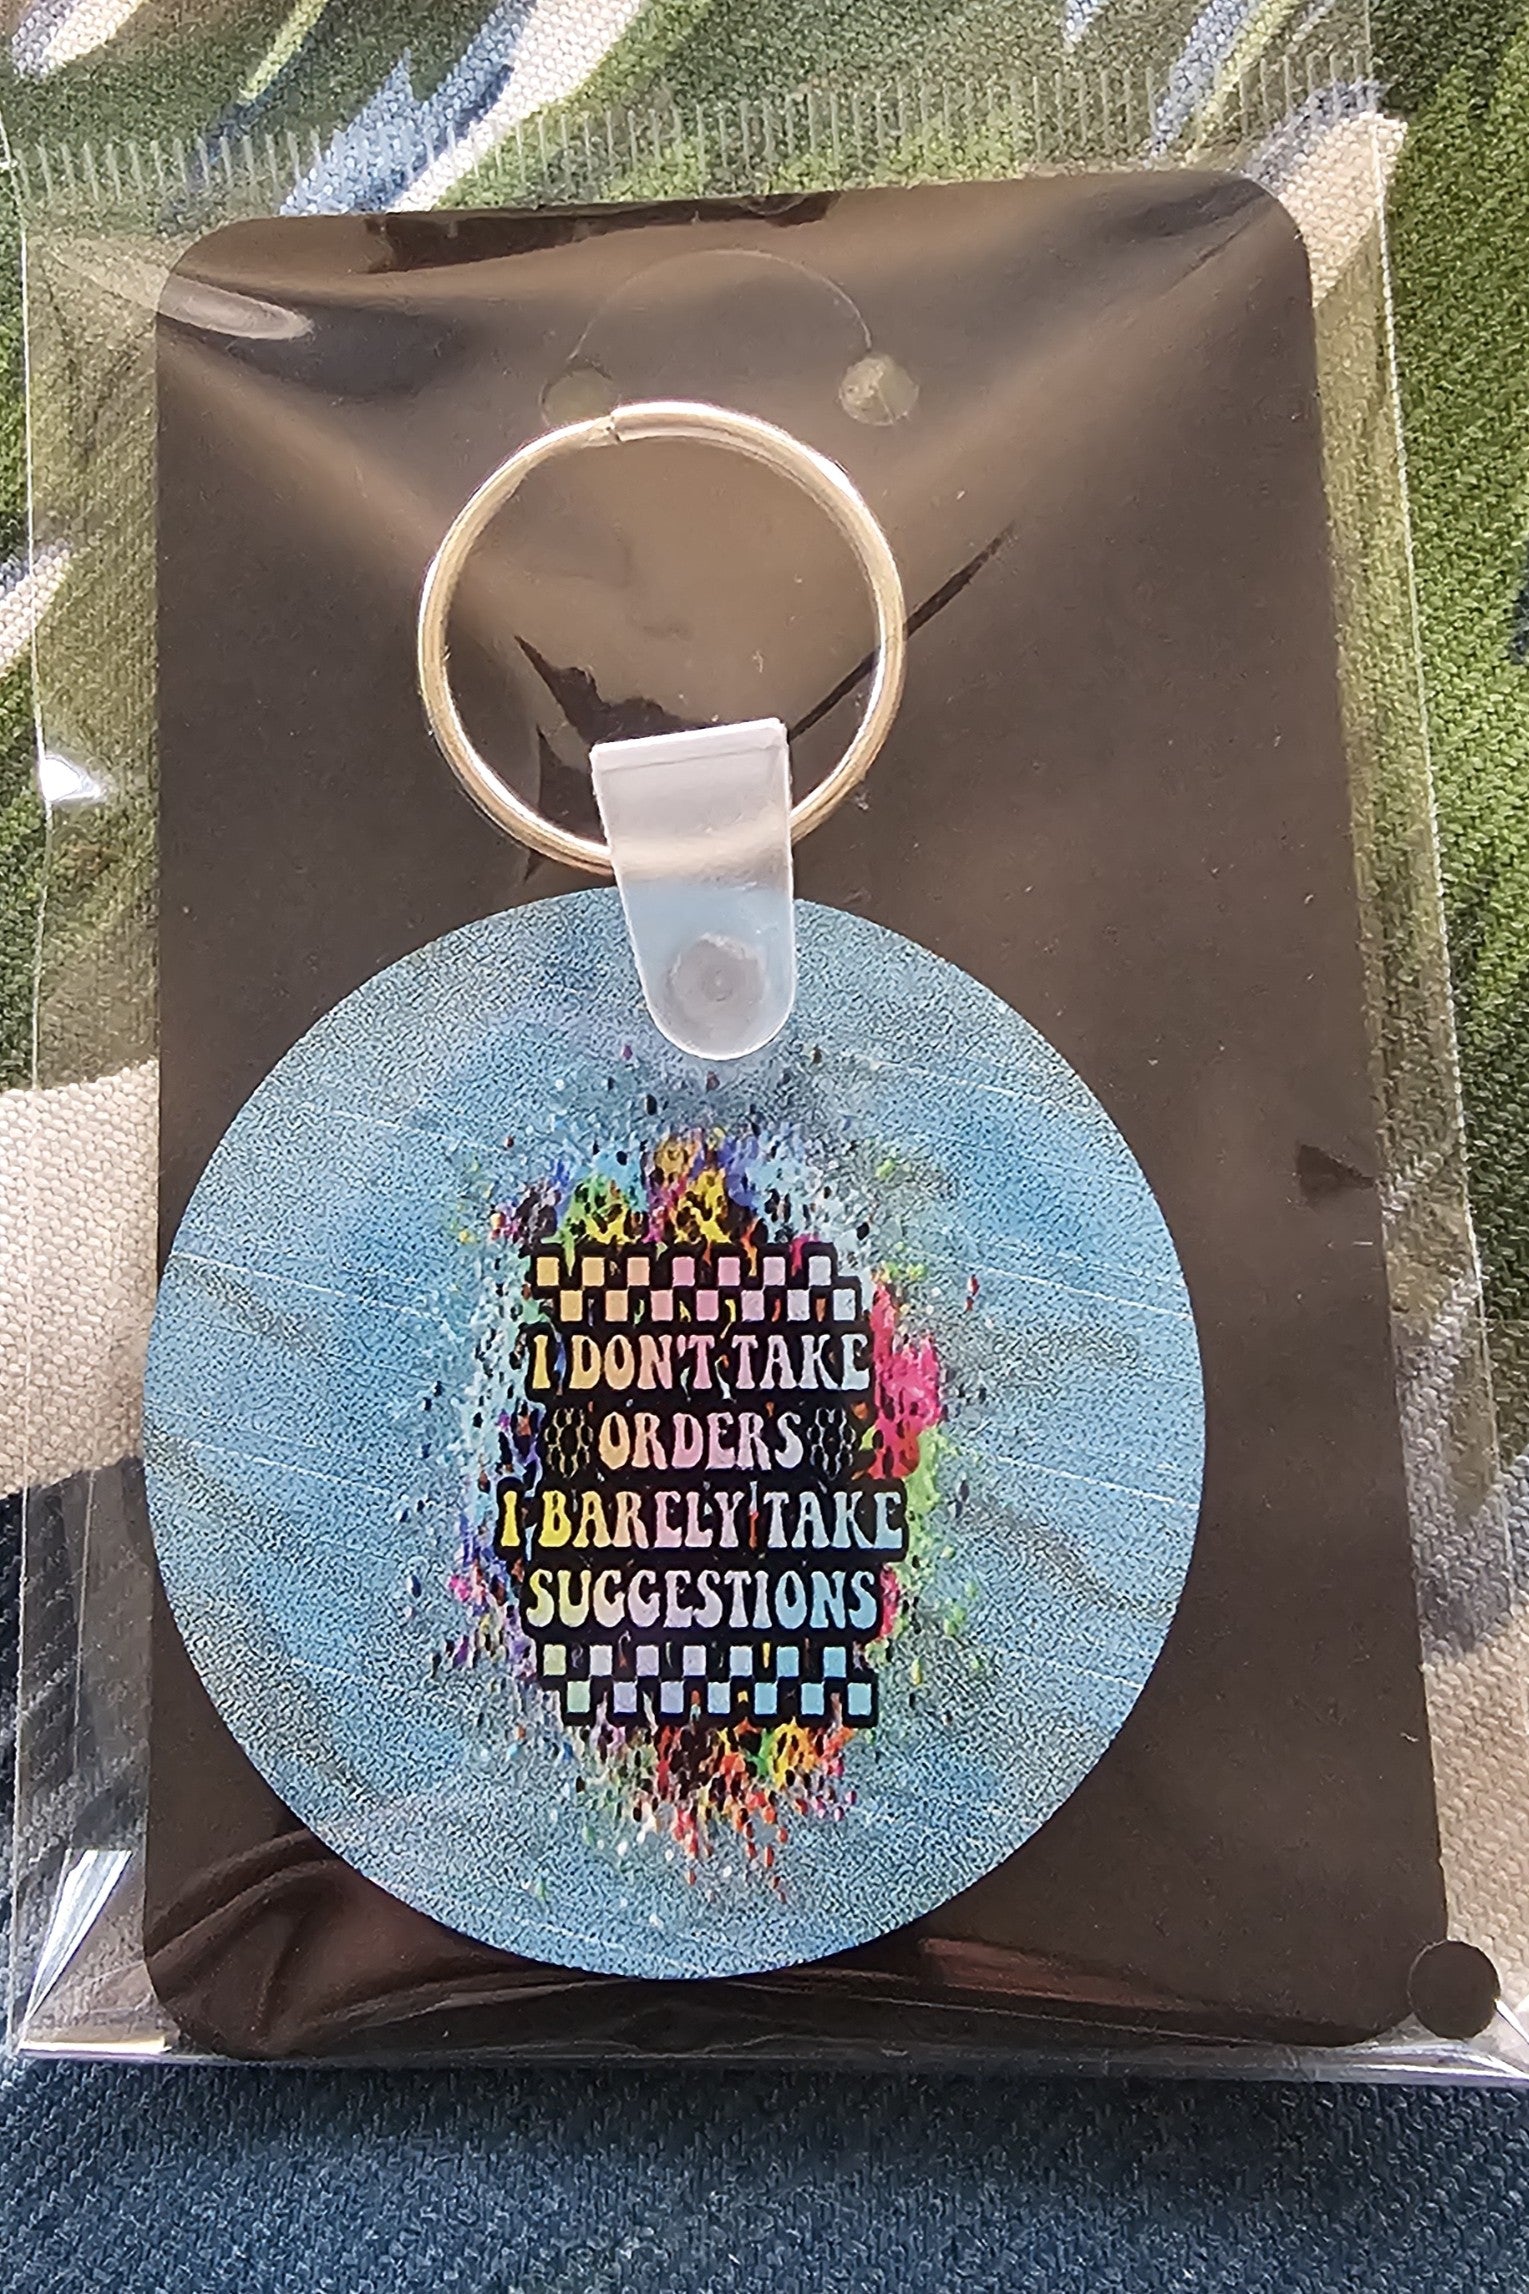 I DON'T TAKE
ORDERS
I BARELY TAKE
SUGGESTIONS